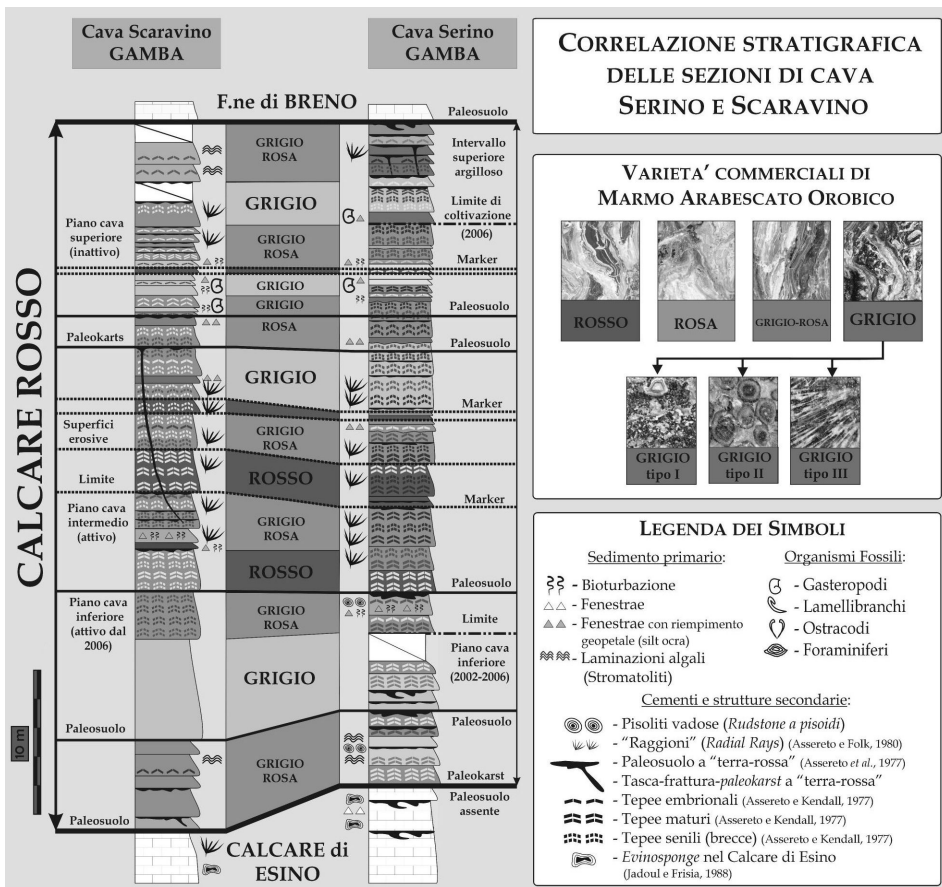 Cava Scaravino
GAMBA
Cava Serino
GAMBA
F.ne di BRENO
CALCARE ROSSO
10 m
Piano cava
superiore
(inattivo)
Paleokarts
Superfici
erosive
Limite
Piano cava
intermedio
(attivo)
Piano cava
inferiore
(attivo dal
2006)
Paleosuolo
Paleosuolo
GRIGIO
ROSA
GRIGIO
GRIGIO
ROSA
GRIGIO
GRIGIO
ROSA
GRIGIO
GRIGIO
ROSA
ROSSO
GRIGIO
ROSA
ROSSO
GRIGIO
ROSA
GRIGIO
GRIGIO
ROSA
CALCARE di
ESINO
Paleosuolo
Intervallo
superiore
argilloso
Limite di
coltivazione
(2006)
Marker
Paleosuolo
Paleosuolo
Marker
Marker
Paleosuolo
Limite
Piano cava
inferiore
(2002-2006)
Paleosuolo
Paleokarst
Paleosuolo
assente
CORRELAZIONE STRATIGRAFICA
DELLE SEZIONI DI CAVA
SERINO E SCARAVINO
VARIETA' COMMERCIALI DI
MARMO ARABESCATO OROBICO
ROSSO
ROSA
GRIGIO-ROSA
GRIGIO
GRIGIO
tipo I
GRIGIO
tipo II
GRIGIO
tipo III
LEGENDA DEI SIMBOLI
Sedimento primario:
- Bioturbazione
- Fenestrae
- Fenestrae con riempimento
geopetale (silt ocra)
- Laminazioni algali
(Stromatoliti)
Organismi Fossili:
- Gasteropodi
- Lamellibranchi
- Ostracodi
- Foraminiferi
Cementi e strutture secondarie:
- Pisoliti vadose (Rudstone a pisoidi)
- "Raggioni" (Radial Rays) (Assereto e Folk, 1980)
- Paleosuolo a "terra-rossa" (Assereto et al., 1977)
- Tasca-frattura-paleokarst a "terra-rossa"
- Tepee embrionali (Assereto e Kendall, 1977)
- Tepee maturi (Assereto e Kendall, 1977)
- Tepee senili (brecce) (Assereto e Kendall, 1977)
- Evinosponge nel Calcare di Esino
(Jadoul e Frisia, 1988)